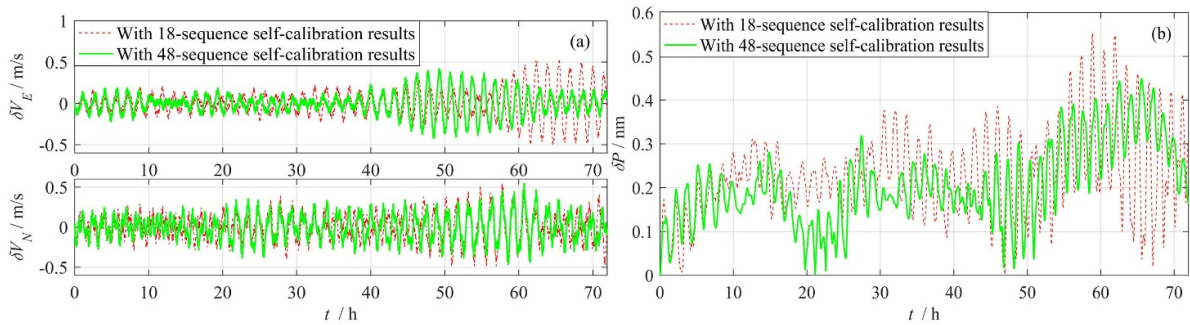 With 18-sequence self-calibration results
With 48-sequence self-calibration results
(a)
1
0.5
0
-0.5
δV_E / m/s
0 10 20 30 40 50 60 70
0.5
0
-0.5
δV_N / m/s
0 10 20 30 40 50 60 70
t / h
With 18-sequence self-calibration results
With 48-sequence self-calibration results
(b)
0.6
0.5
0.4
0.3
0.2
0.1
0
δP / nm
0 10 20 30 40 50 60 70
t / h